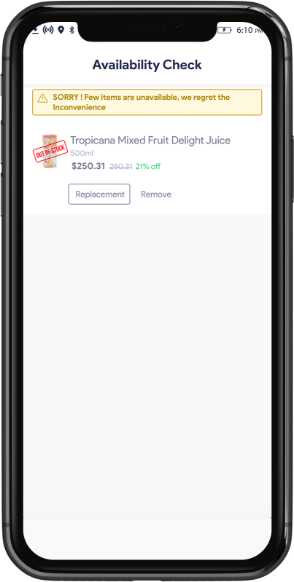 6:10 PM
Availability Check
SORRY ! Few items are unavailable, we regret the
Inconvenience
Tropicana Mixed Fruit Delight Juice
OUT OF STOCK
500ml
$250.31 250.31 21% off
Replacement Remove